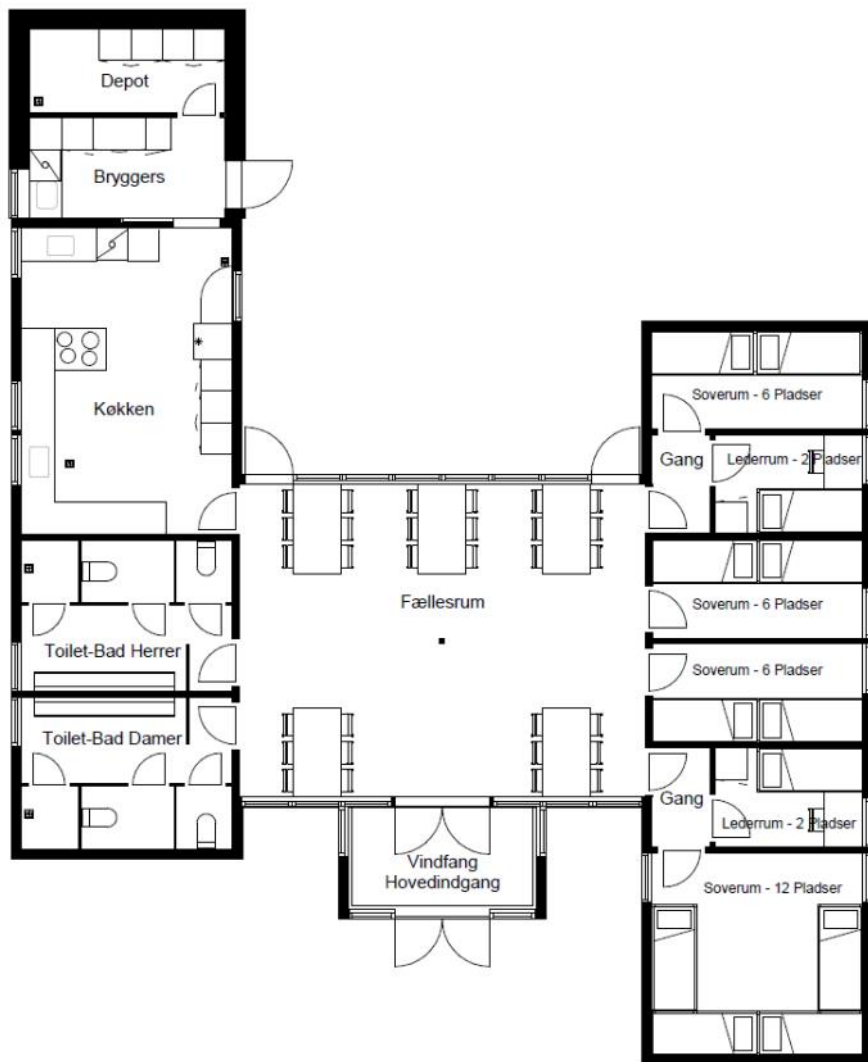 Depot
Bryggers
Køkken
Soverum - 6 Pladser
Gang
Lederrum - 2 Pladser
Fællesrum
Soverum - 6 Pladser
Toilet-Bad Herrer
Soverum - 6 Pladser
Toilet-Bad Damer
Gang
Lederrum - 2 Pladser
Vindfang
Hovedindgang
Soverum - 12 Pladser